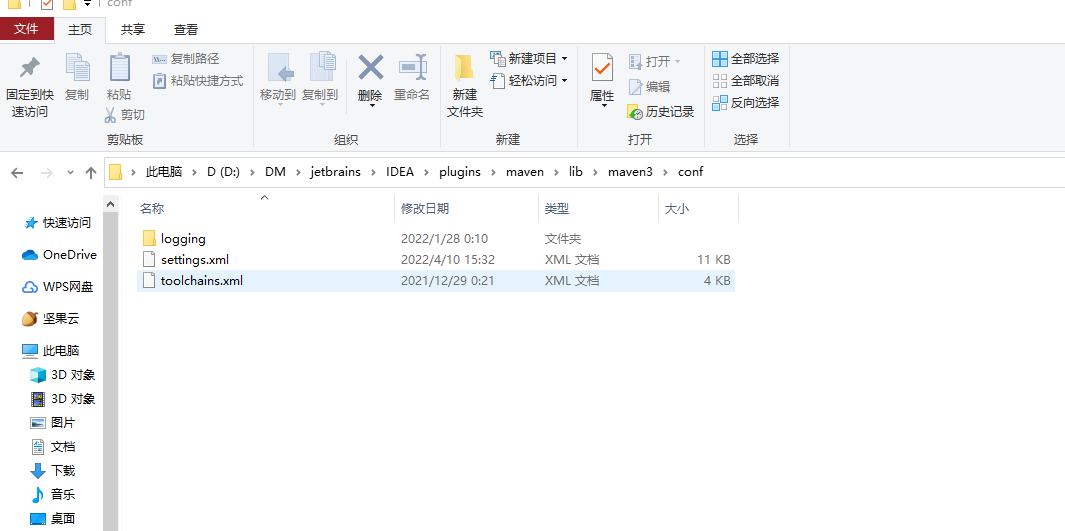 conf
文件 主页 共享 查看
固定到快速访问
复制
粘贴
复制路径
粘贴快捷方式
剪切
剪贴板
移动到
复制到
删除
重命名
组织
新建
文件夹
新建项目
轻松访问
新建
属性
打开
编辑
历史记录
打开
全部选择
全部取消
反向选择
选择
此电脑 D (D:) DM jetbrains IDEA plugins maven lib maven3 conf
名称 修改日期 类型 大小
logging 2022/1/28 0:10 文件夹
settings.xml 2022/4/10 15:32 XML 文档 11 KB
toolchains.xml 2021/12/29 0:21 XML 文档 4 KB
快速访问
OneDrive
WPS网盘
坚果云
此电脑
3D 对象
3D 对象
图片
文档
下载
音乐
桌面